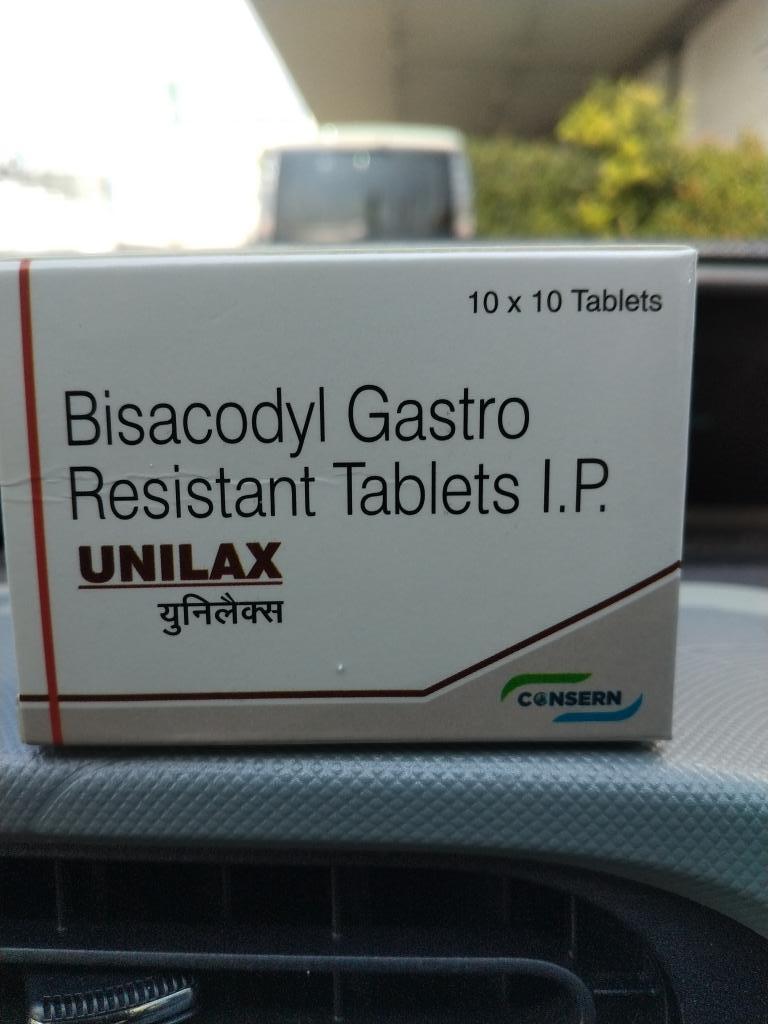 10 x 10 Tablets
Bisacodyl Gastro
Resistant Tablets I.P.
UNILAX
युनिलैक्स
CONSERN